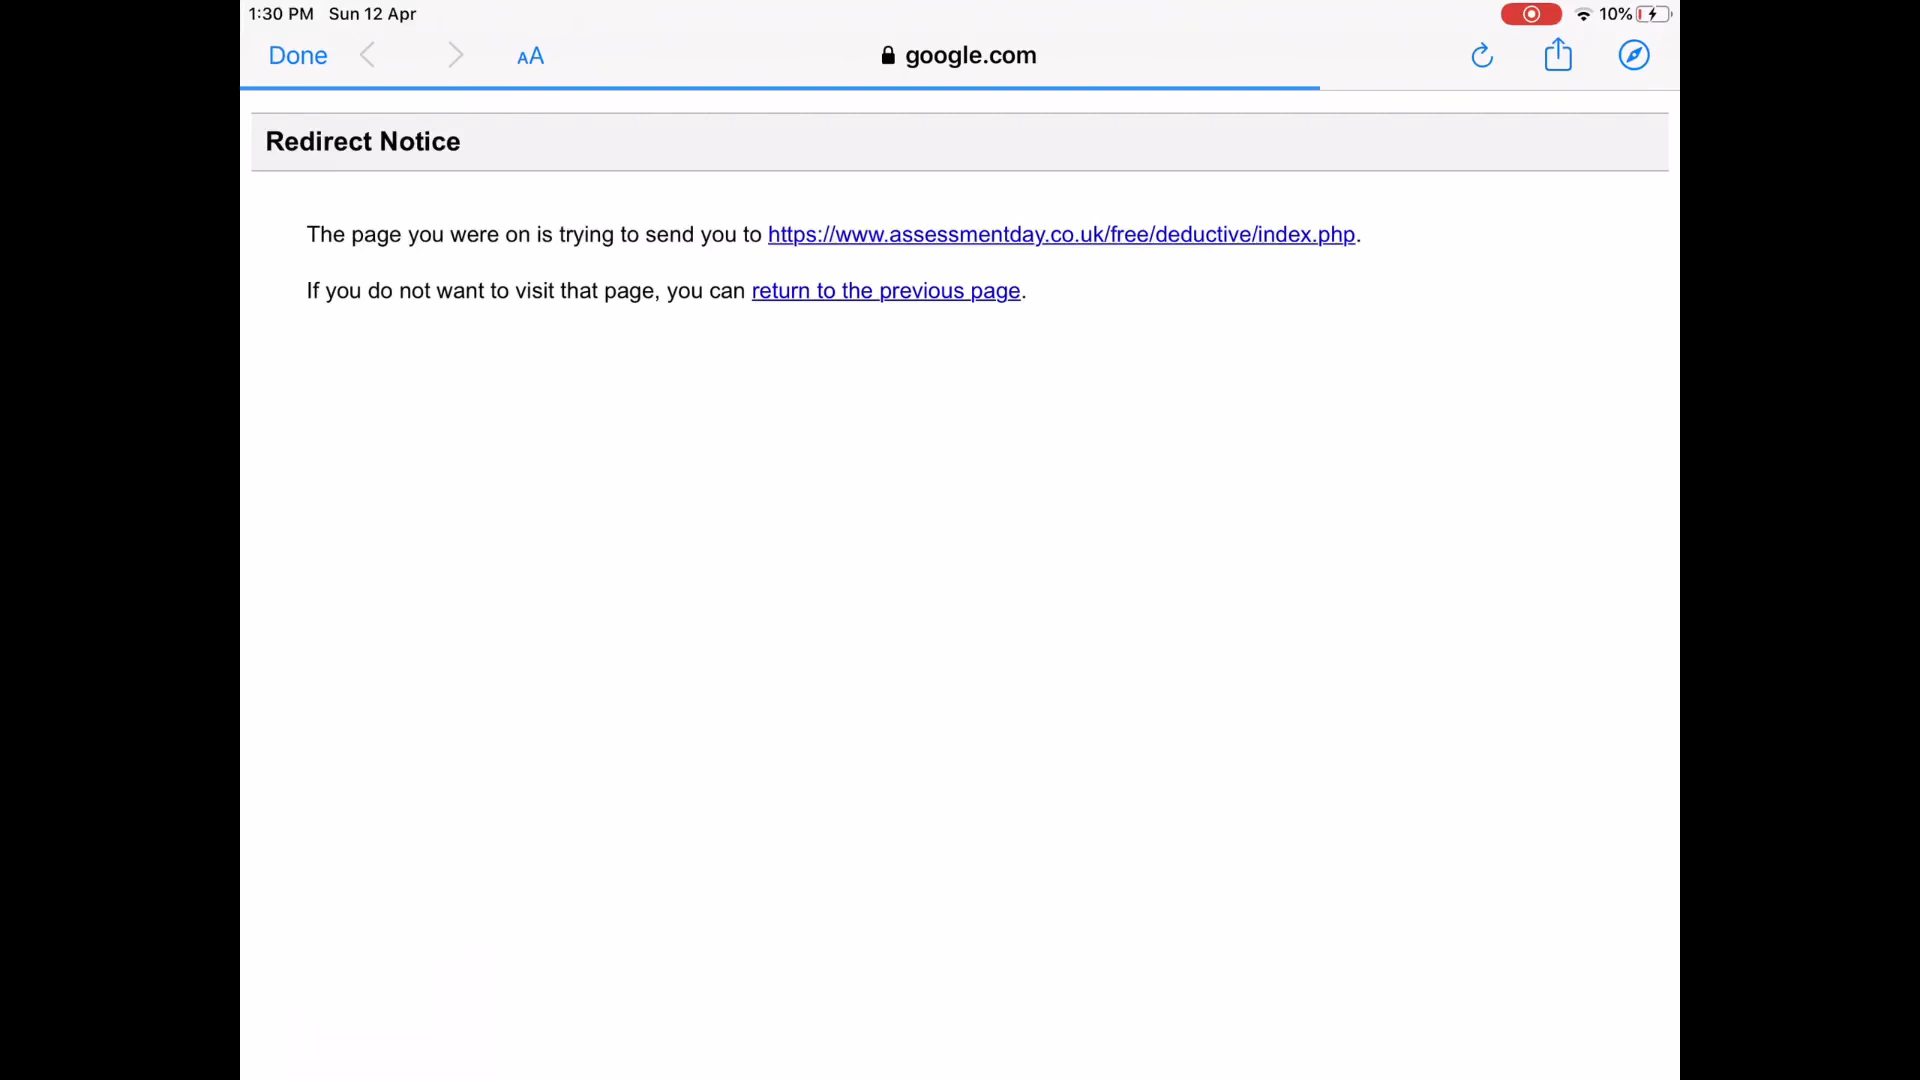 1:30 PM Sun 12 Apr
10%
Done
AA
google.com
Redirect Notice
The page you were on is trying to send you to https://www.assessmentday.co.uk/free/deductive/index.php.
If you do not want to visit that page, you can return to the previous page.